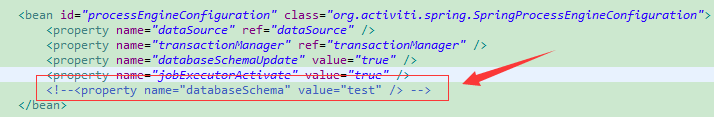 <bean id="processEngineConfiguration" class="org.activiti.spring.SpringProcessEngineConfiguration">
<property name="dataSource" ref="dataSource" />
<property name="transactionManager" ref="transactionManager" />
<property name="databaseSchemaUpdate" value="true" />
<property name="jobExecutorActivate" value="true" />
<!--<property name="databaseSchema" value="test" /> -->
</bean>